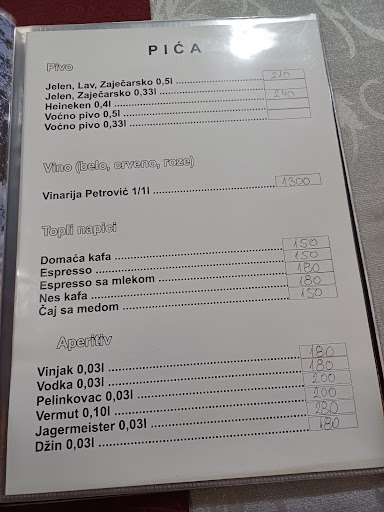 PIĆA
Pivo
Jelen, Lav, Zaječarsko 0,5l 210
Jelen, Zaječarsko 0,33l
Heineken 0,4l 240
Voćno pivo 0,5l
Voćno pivo 0,33l
Vino (belo, crveno, roze)
Vinarija Petrović 1/1l 1300
Topli napici
Domaća kafa 150
Espresso 150
Espresso sa mlekom 180
Nes kafa 180
Čaj sa medom 150
Aperitiv
Vinjak 0,03l 180
Vodka 0,03l 180
Pelinkovac 0,03l 200
Vermut 0,10l 200
Jagermeister 0,03l 280
Džin 0,03l 180